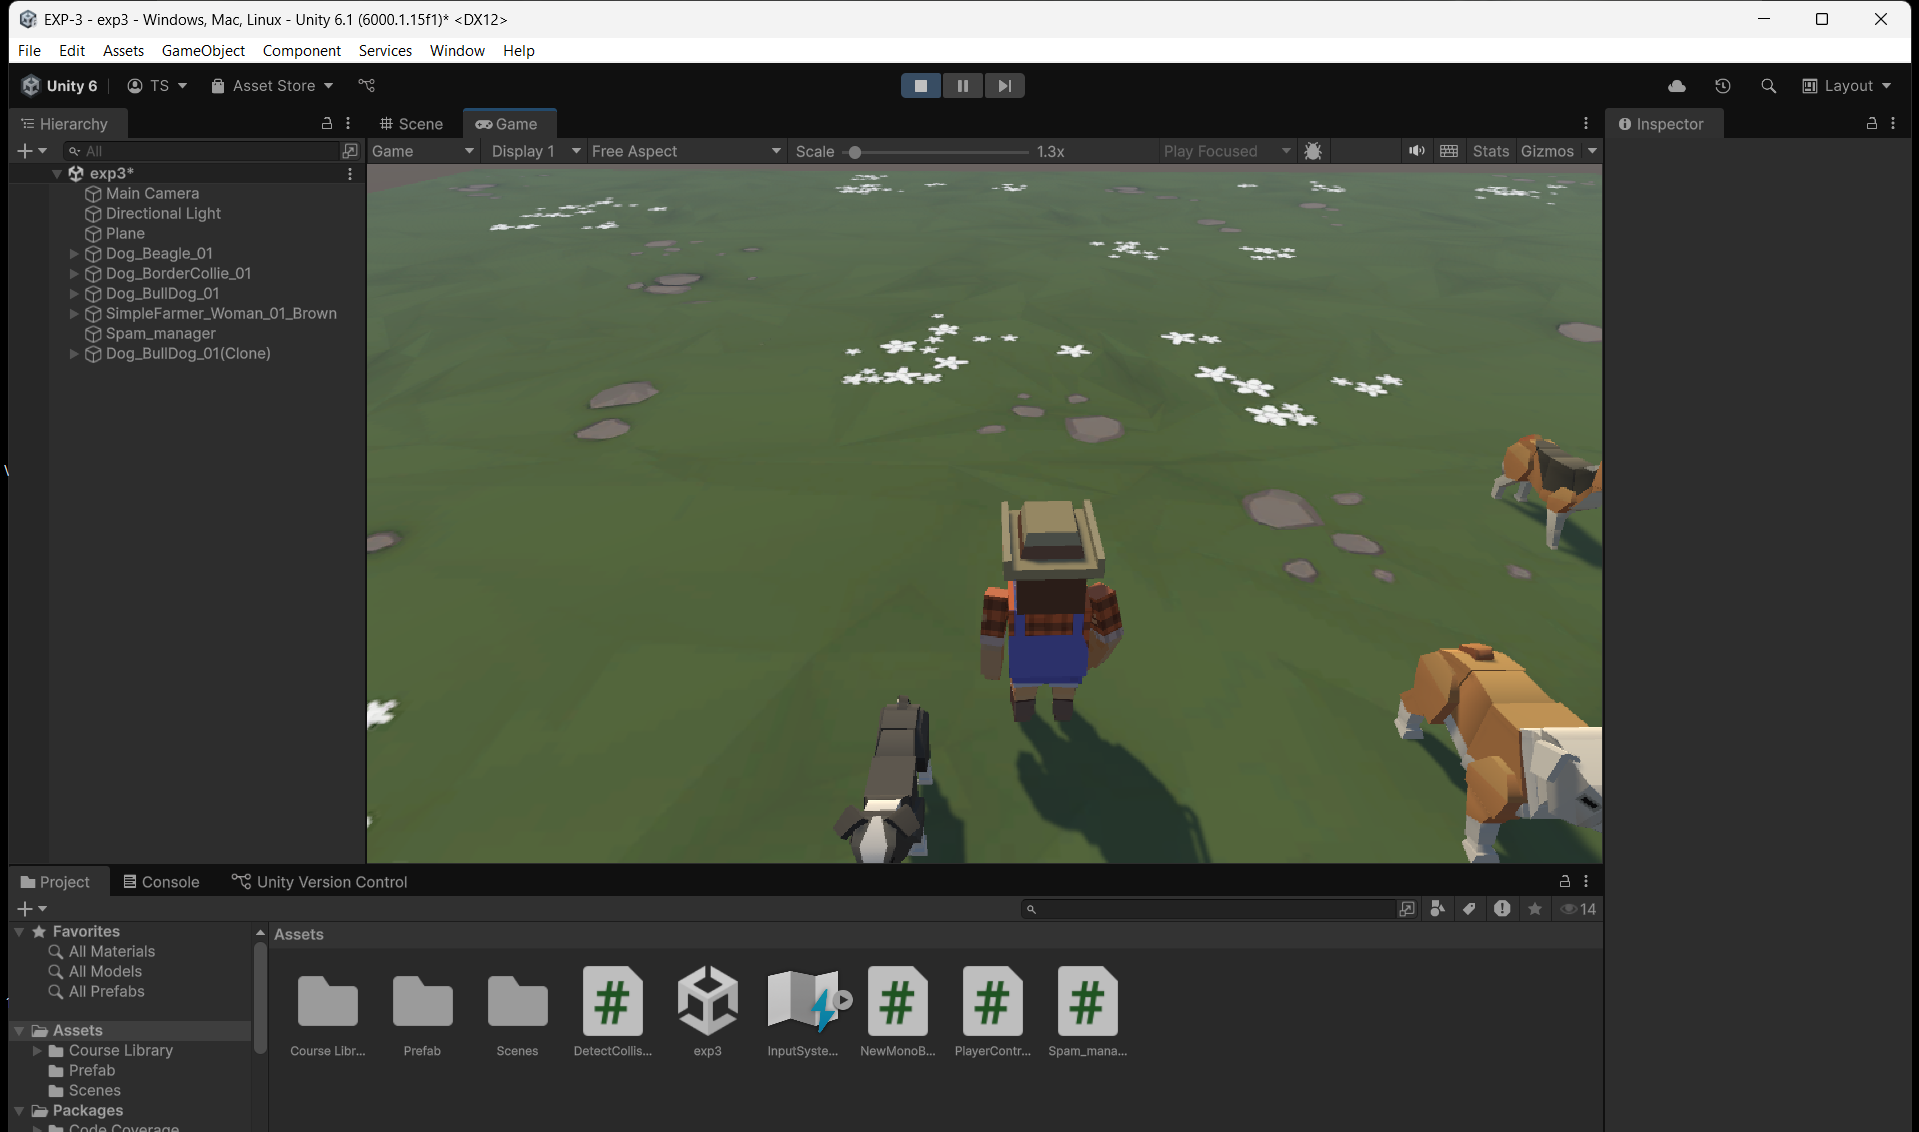 EXP-3 - exp3 - Windows, Mac, Linux - Unity 6.1 (6000.1.15f1)* <DX12>
File Edit Assets GameObject Component Services Window Help
Unity 6 TS Asset Store Layout
Hierarchy Scene Game Inspector
All Game Display 1 Free Aspect Scale 1.3x Play Focused Stats Gizmos
exp3*
Main Camera
Directional Light
Plane
Dog_Beagle_01
Dog_BorderCollie_01
Dog_BullDog_01
SimpleFarmer_Woman_01_Brown
Spam_manager
Dog_BullDog_01(Clone)
Project Console Unity Version Control
14
Favorites
All Materials
All Models
All Prefabs
Assets
Course Library
Prefab
Scenes
Packages
Code Coverage
Assets
Course Libr... Prefab Scenes DetectCollis... exp3 InputSyste... NewMonoB... PlayerContr... Spam_mana...